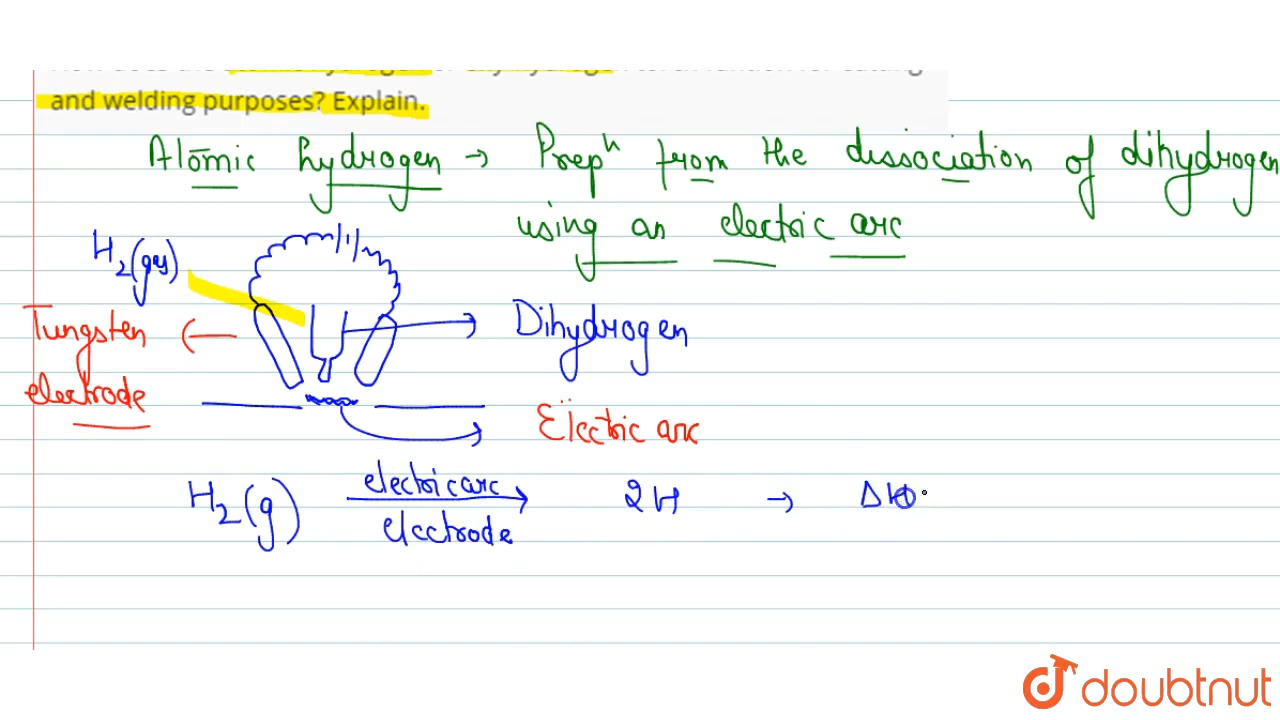 and welding purposes? Explain.
Atomic hydrogen → Prepⁿ from the dissociation of dihydrogen
using an electric arc
H₂(gas)
Tungsten
electrode
Dihydrogen
Electric arc
H₂(g) electric arc electrode → 2H → ΔH
doubtnut